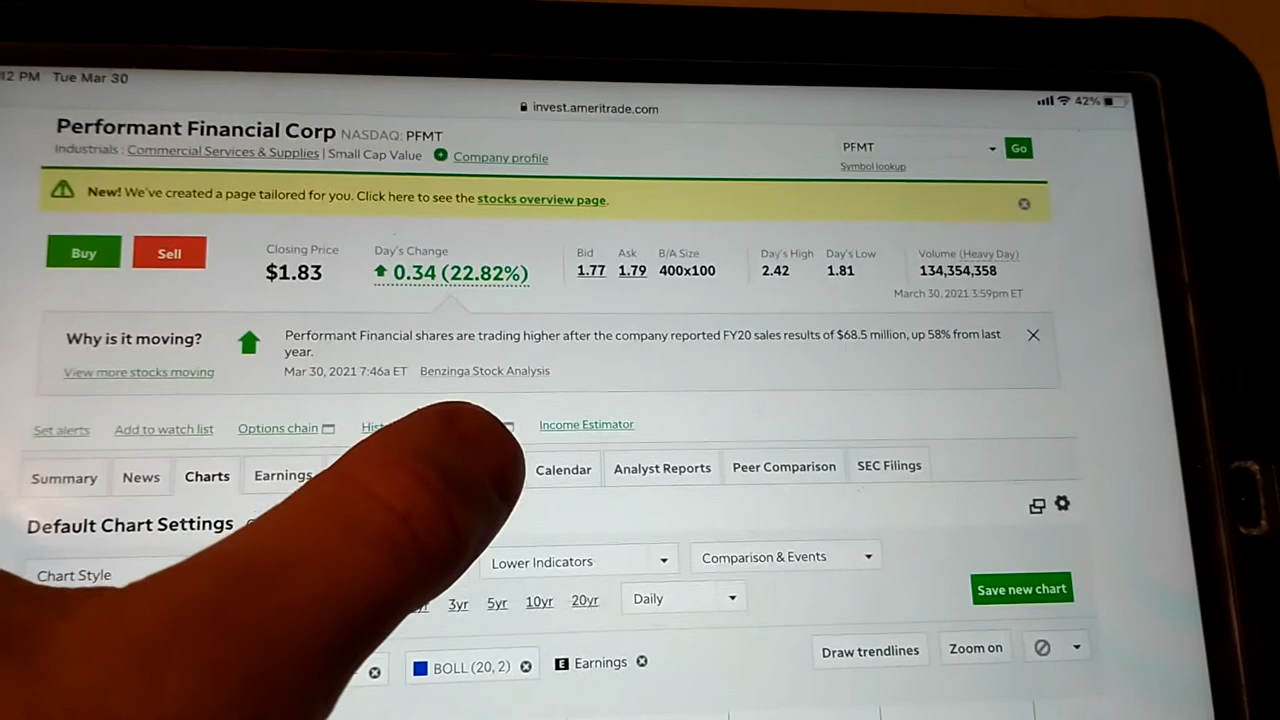 12 PM Tue Mar 30
invest.ameritrade.com
42%
Performant Financial Corp NASDAQ: PFMT
Industrials : Commercial Services & Supplies | Small Cap Value Company profile
PFMT Go
Symbol lookup
New! We've created a page tailored for you. Click here to see the stocks overview page.
Buy Sell
Closing Price
$1.83
Day's Change
0.34 (22.82%)
Bid Ask B/A Size
1.77 1.79 400x100
Day's High Day's Low
2.42 1.81
Volume (Heavy Day)
134,354,358
March 30, 2021 3:59pm ET
Why is it moving?
View more stocks moving
Performant Financial shares are trading higher after the company reported FY20 sales results of $68.5 million, up 58% from last
year.
Mar 30, 2021 7:46a ET Benzinga Stock Analysis
Set alerts Add to watch list Options chain Income Estimator
Summary News Charts Earnings Calendar Analyst Reports Peer Comparison SEC Filings
Default Chart Settings
Chart Style Lower Indicators Comparison & Events
3yr 5yr 10yr 20yr Daily
Save new chart
BOLL (20, 2) E Earnings
Draw trendlines Zoom on